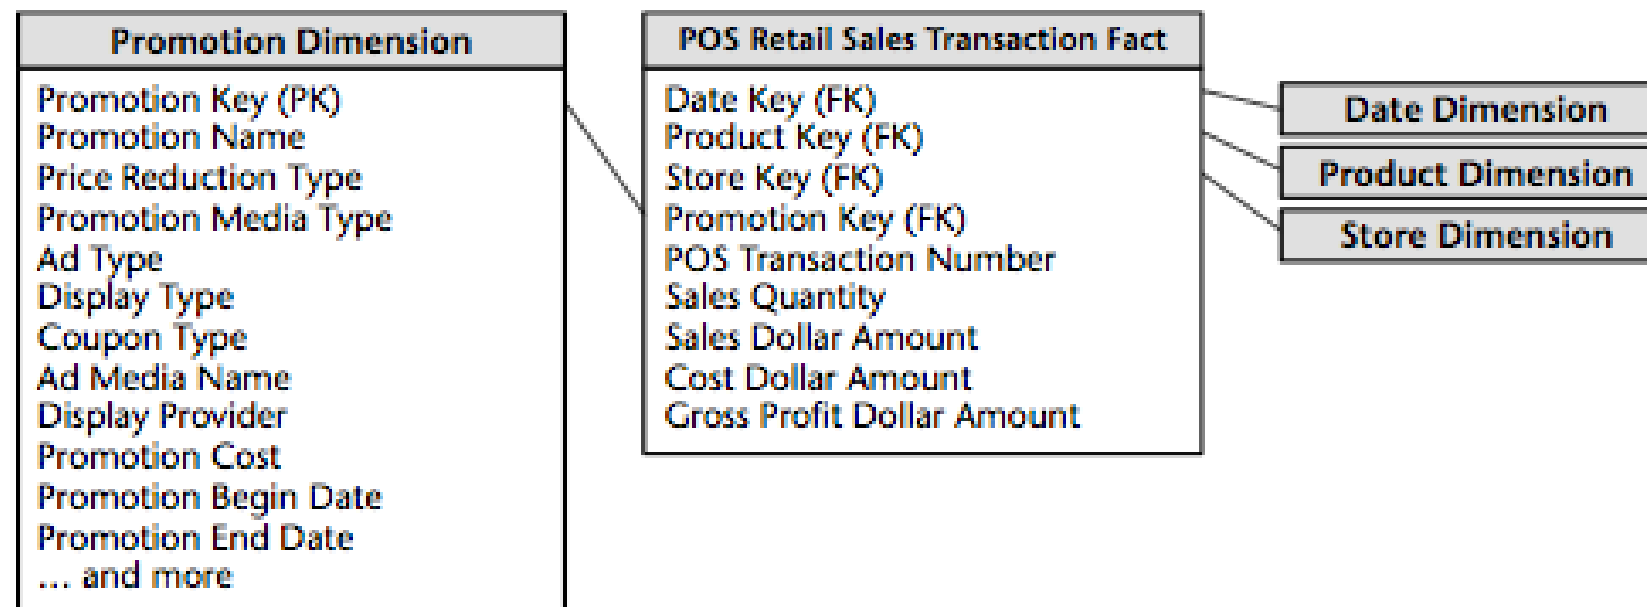 Promotion Dimension
Promotion Key (PK)
Promotion Name
Price Reduction Type
Promotion Media Type
Ad Type
Display Type
Coupon Type
Ad Media Name
Display Provider
Promotion Cost
Promotion Begin Date
Promotion End Date
... and more
POS Retail Sales Transaction Fact
Date Key (FK)
Product Key (FK)
Store Key (FK)
Promotion Key (FK)
POS Transaction Number
Sales Quantity
Sales Dollar Amount
Cost Dollar Amount
Gross Profit Dollar Amount
Date Dimension
Product Dimension
Store Dimension